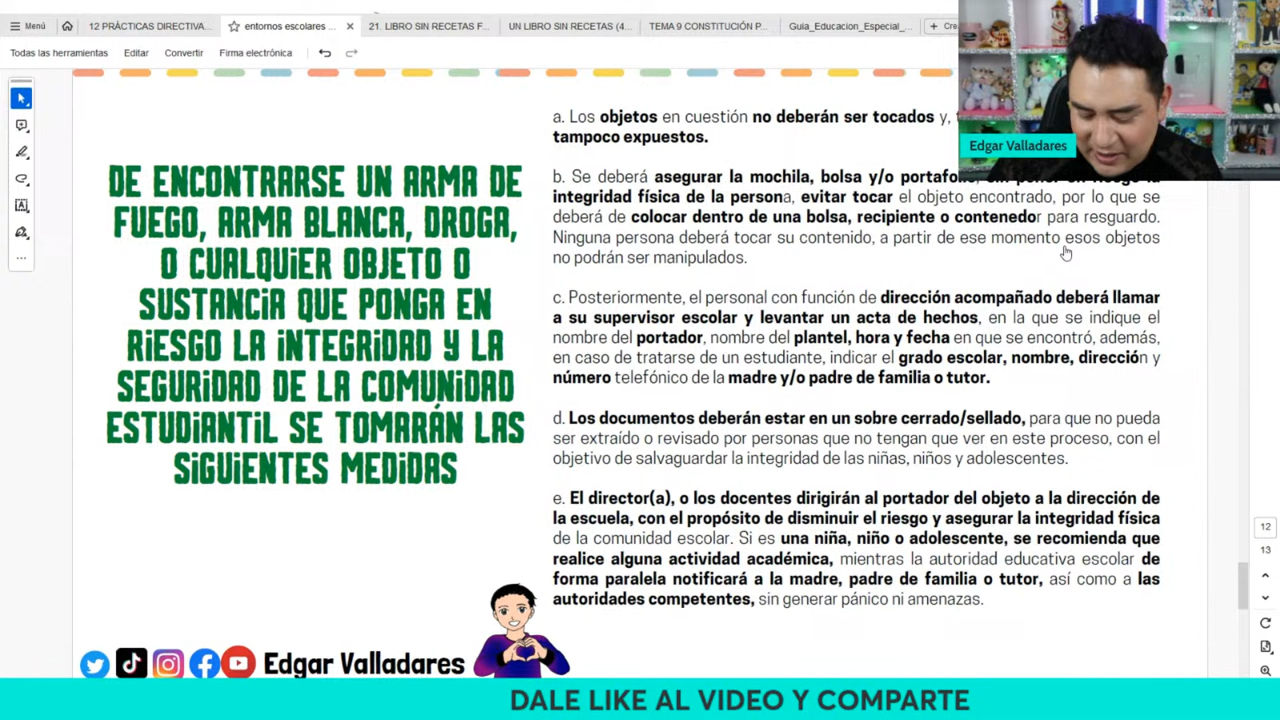 Menú
12 PRÁCTICAS DIRECTIVA...
entornos escolares ...
21. LIBRO SIN RECETAS F...
UN LIBRO SIN RECETAS (4...
TEMA 9 CONSTITUCIÓN P...
Guia_Educacion_Especial_...
Todas las herramientas
Editar
Convertir
Firma electrónica
Edgar Valladares
DE ENCONTRARSE UN ARMA DE
FUEGO, ARMA BLANCA, DROGA,
O CUALQUIER OBJETO O
SUSTANCIA QUE PONGA EN
RIESGO LA INTEGRIDAD Y LA
SEGURIDAD DE LA COMUNIDAD
ESTUDIANTIL SE TOMARÁN LAS
SIGUIENTES MEDIDAS
a. Los objetos en cuestión no deberán ser tocados y,
tampoco expuestos.
b. Se deberá asegurar la mochila, bolsa y/o portafolio, sin poner en riesgo la
integridad física de la persona, evitar tocar el objeto encontrado, por lo que se
deberá de colocar dentro de una bolsa, recipiente o contenedor para resguardo.
Ninguna persona deberá tocar su contenido, a partir de ese momento esos objetos
no podrán ser manipulados.
c. Posteriormente, el personal con función de dirección acompañado deberá llamar
a su supervisor escolar y levantar un acta de hechos, en la que se indique el
nombre del portador, nombre del plantel, hora y fecha en que se encontró, además,
en caso de tratarse de un estudiante, indicar el grado escolar, nombre, dirección y
número telefónico de la madre y/o padre de familia o tutor.
d. Los documentos deberán estar en un sobre cerrado/sellado, para que no pueda
ser extraído o revisado por personas que no tengan que ver en este proceso, con el
objetivo de salvaguardar la integridad de las niñas, niños y adolescentes.
e. El director(a), o los docentes dirigirán al portador del objeto a la dirección de
la escuela, con el propósito de disminuir el riesgo y asegurar la integridad física
de la comunidad escolar. Si es una niña, niño o adolescente, se recomienda que
realice alguna actividad académica, mientras la autoridad educativa escolar de
forma paralela notificará a la madre, padre de familia o tutor, así como a las
autoridades competentes, sin generar pánico ni amenazas.
12
13
Edgar Valladares
DALE LIKE AL VIDEO Y COMPARTE